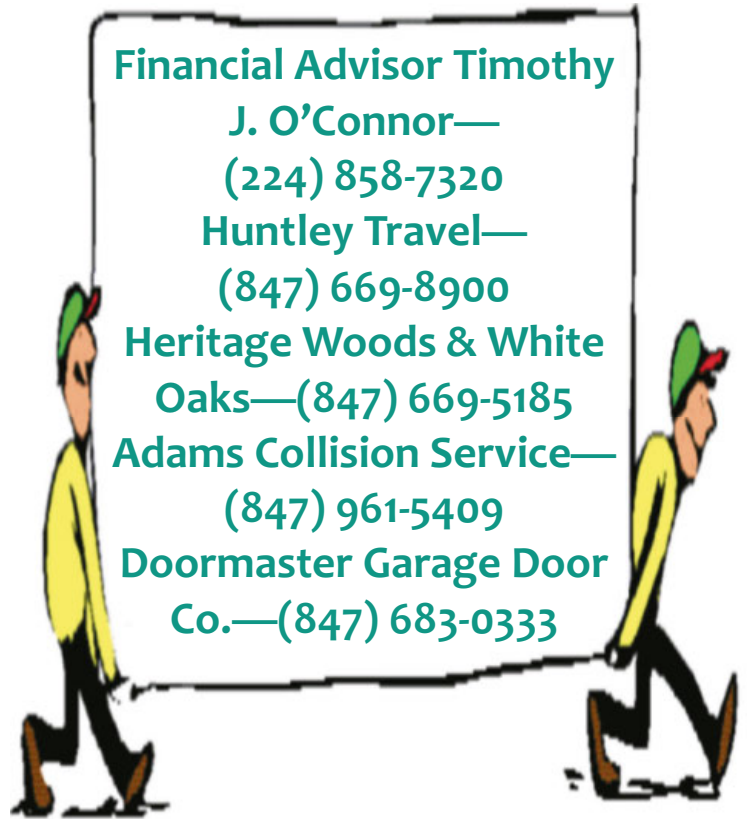 Financial Advisor Timothy
J. O’Connor—
(224) 858-7320
Huntley Travel—
(847) 669-8900
Heritage Woods & White
Oaks—(847) 669-5185
Adams Collision Service—
(847) 961-5409
Doormaster Garage Door
Co.—(847) 683-0333